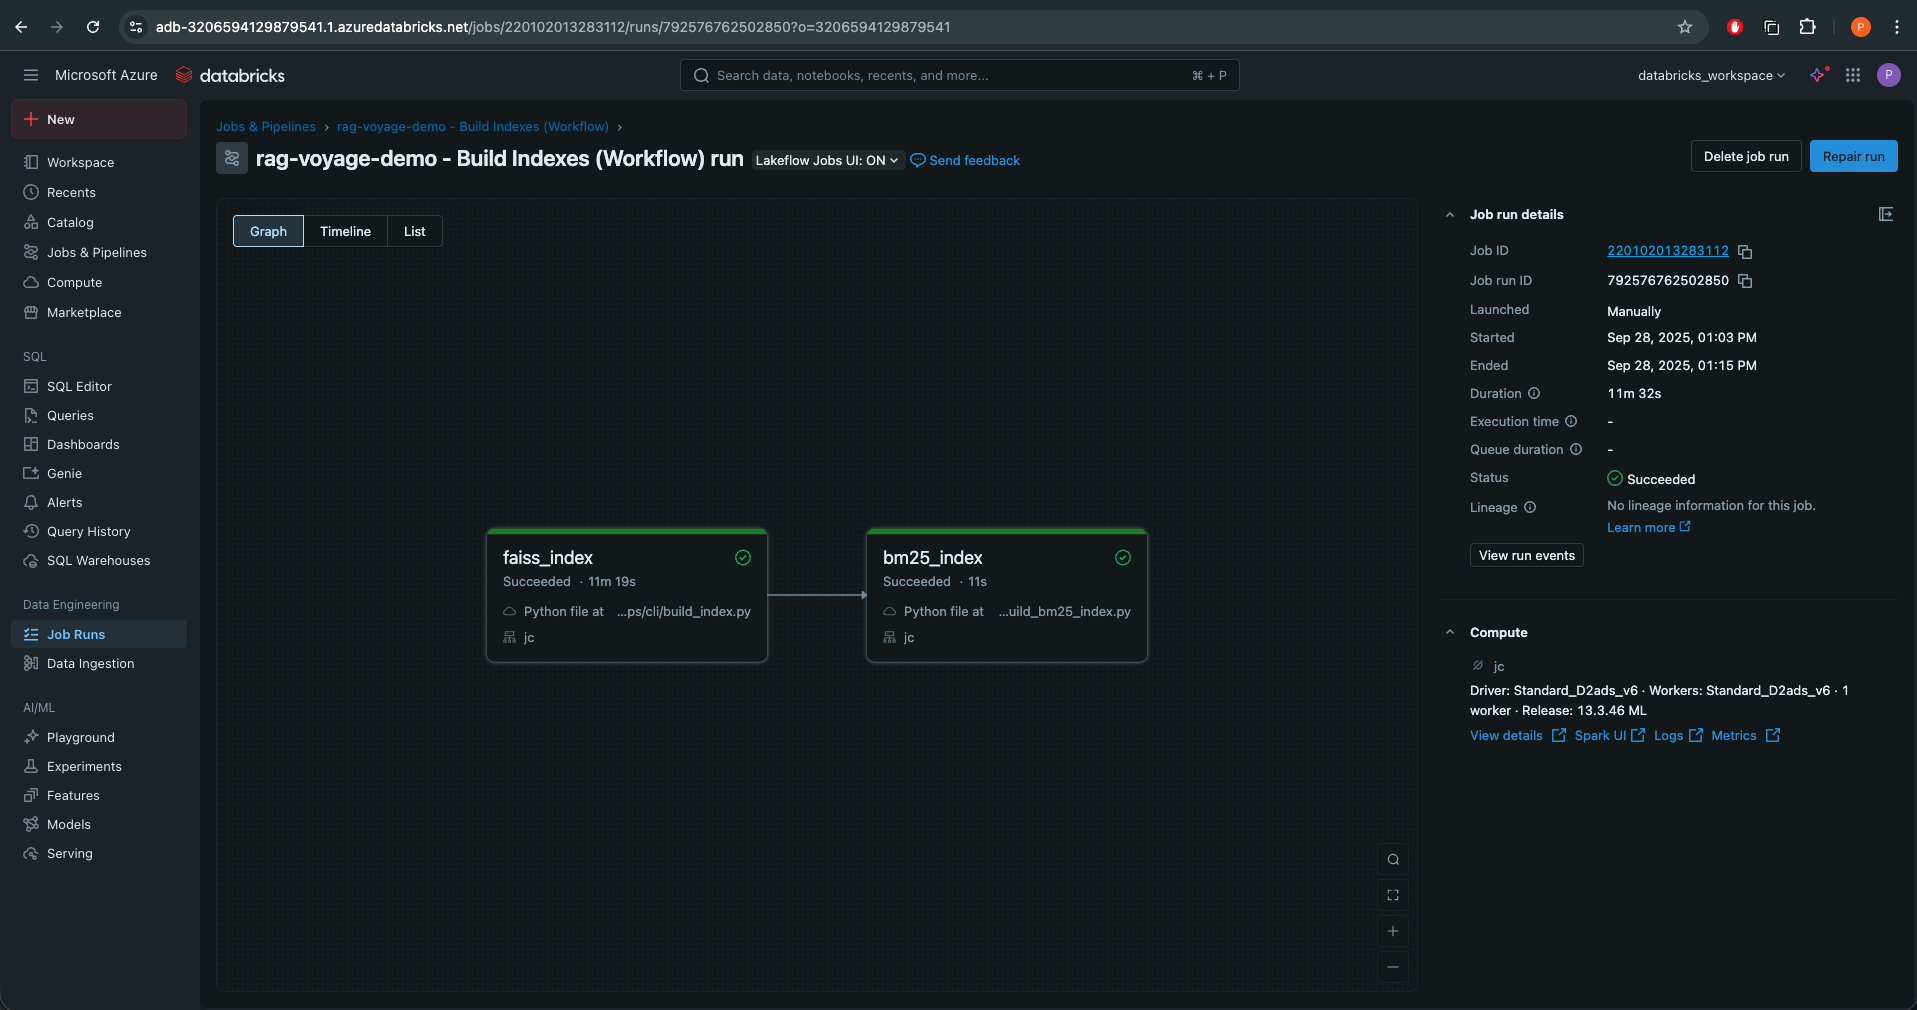 adb-3206594129879541.1.azuredatabricks.net/jobs/220102013283112/runs/792576762502850?o=3206594129879541
P
Microsoft Azure databricks
Search data, notebooks, recents, and more... ⌘ + P
databricks_workspace
P
New
Workspace
Recents
Catalog
Jobs & Pipelines
Compute
Marketplace
SQL
SQL Editor
Queries
Dashboards
Genie
Alerts
Query History
SQL Warehouses
Data Engineering
Job Runs
Data Ingestion
AI/ML
Playground
Experiments
Features
Models
Serving
Jobs & Pipelines › rag-voyage-demo - Build Indexes (Workflow) ›
rag-voyage-demo - Build Indexes (Workflow) run Lakeflow Jobs UI: ON Send feedback
Delete job run
Repair run
Graph Timeline List
faiss_index
Succeeded · 11m 19s
Python file at ...ps/cli/build_index.py
jc
bm25_index
Succeeded · 11s
Python file at ...uild_bm25_index.py
jc
Job run details
Job ID 220102013283112
Job run ID 792576762502850
Launched Manually
Started Sep 28, 2025, 01:03 PM
Ended Sep 28, 2025, 01:15 PM
Duration 11m 32s
Execution time -
Queue duration -
Status Succeeded
Lineage No lineage information for this job.
Learn more
View run events
Compute
jc
Driver: Standard_D2ads_v6 · Workers: Standard_D2ads_v6 · 1
worker · Release: 13.3.46 ML
View details Spark UI Logs Metrics